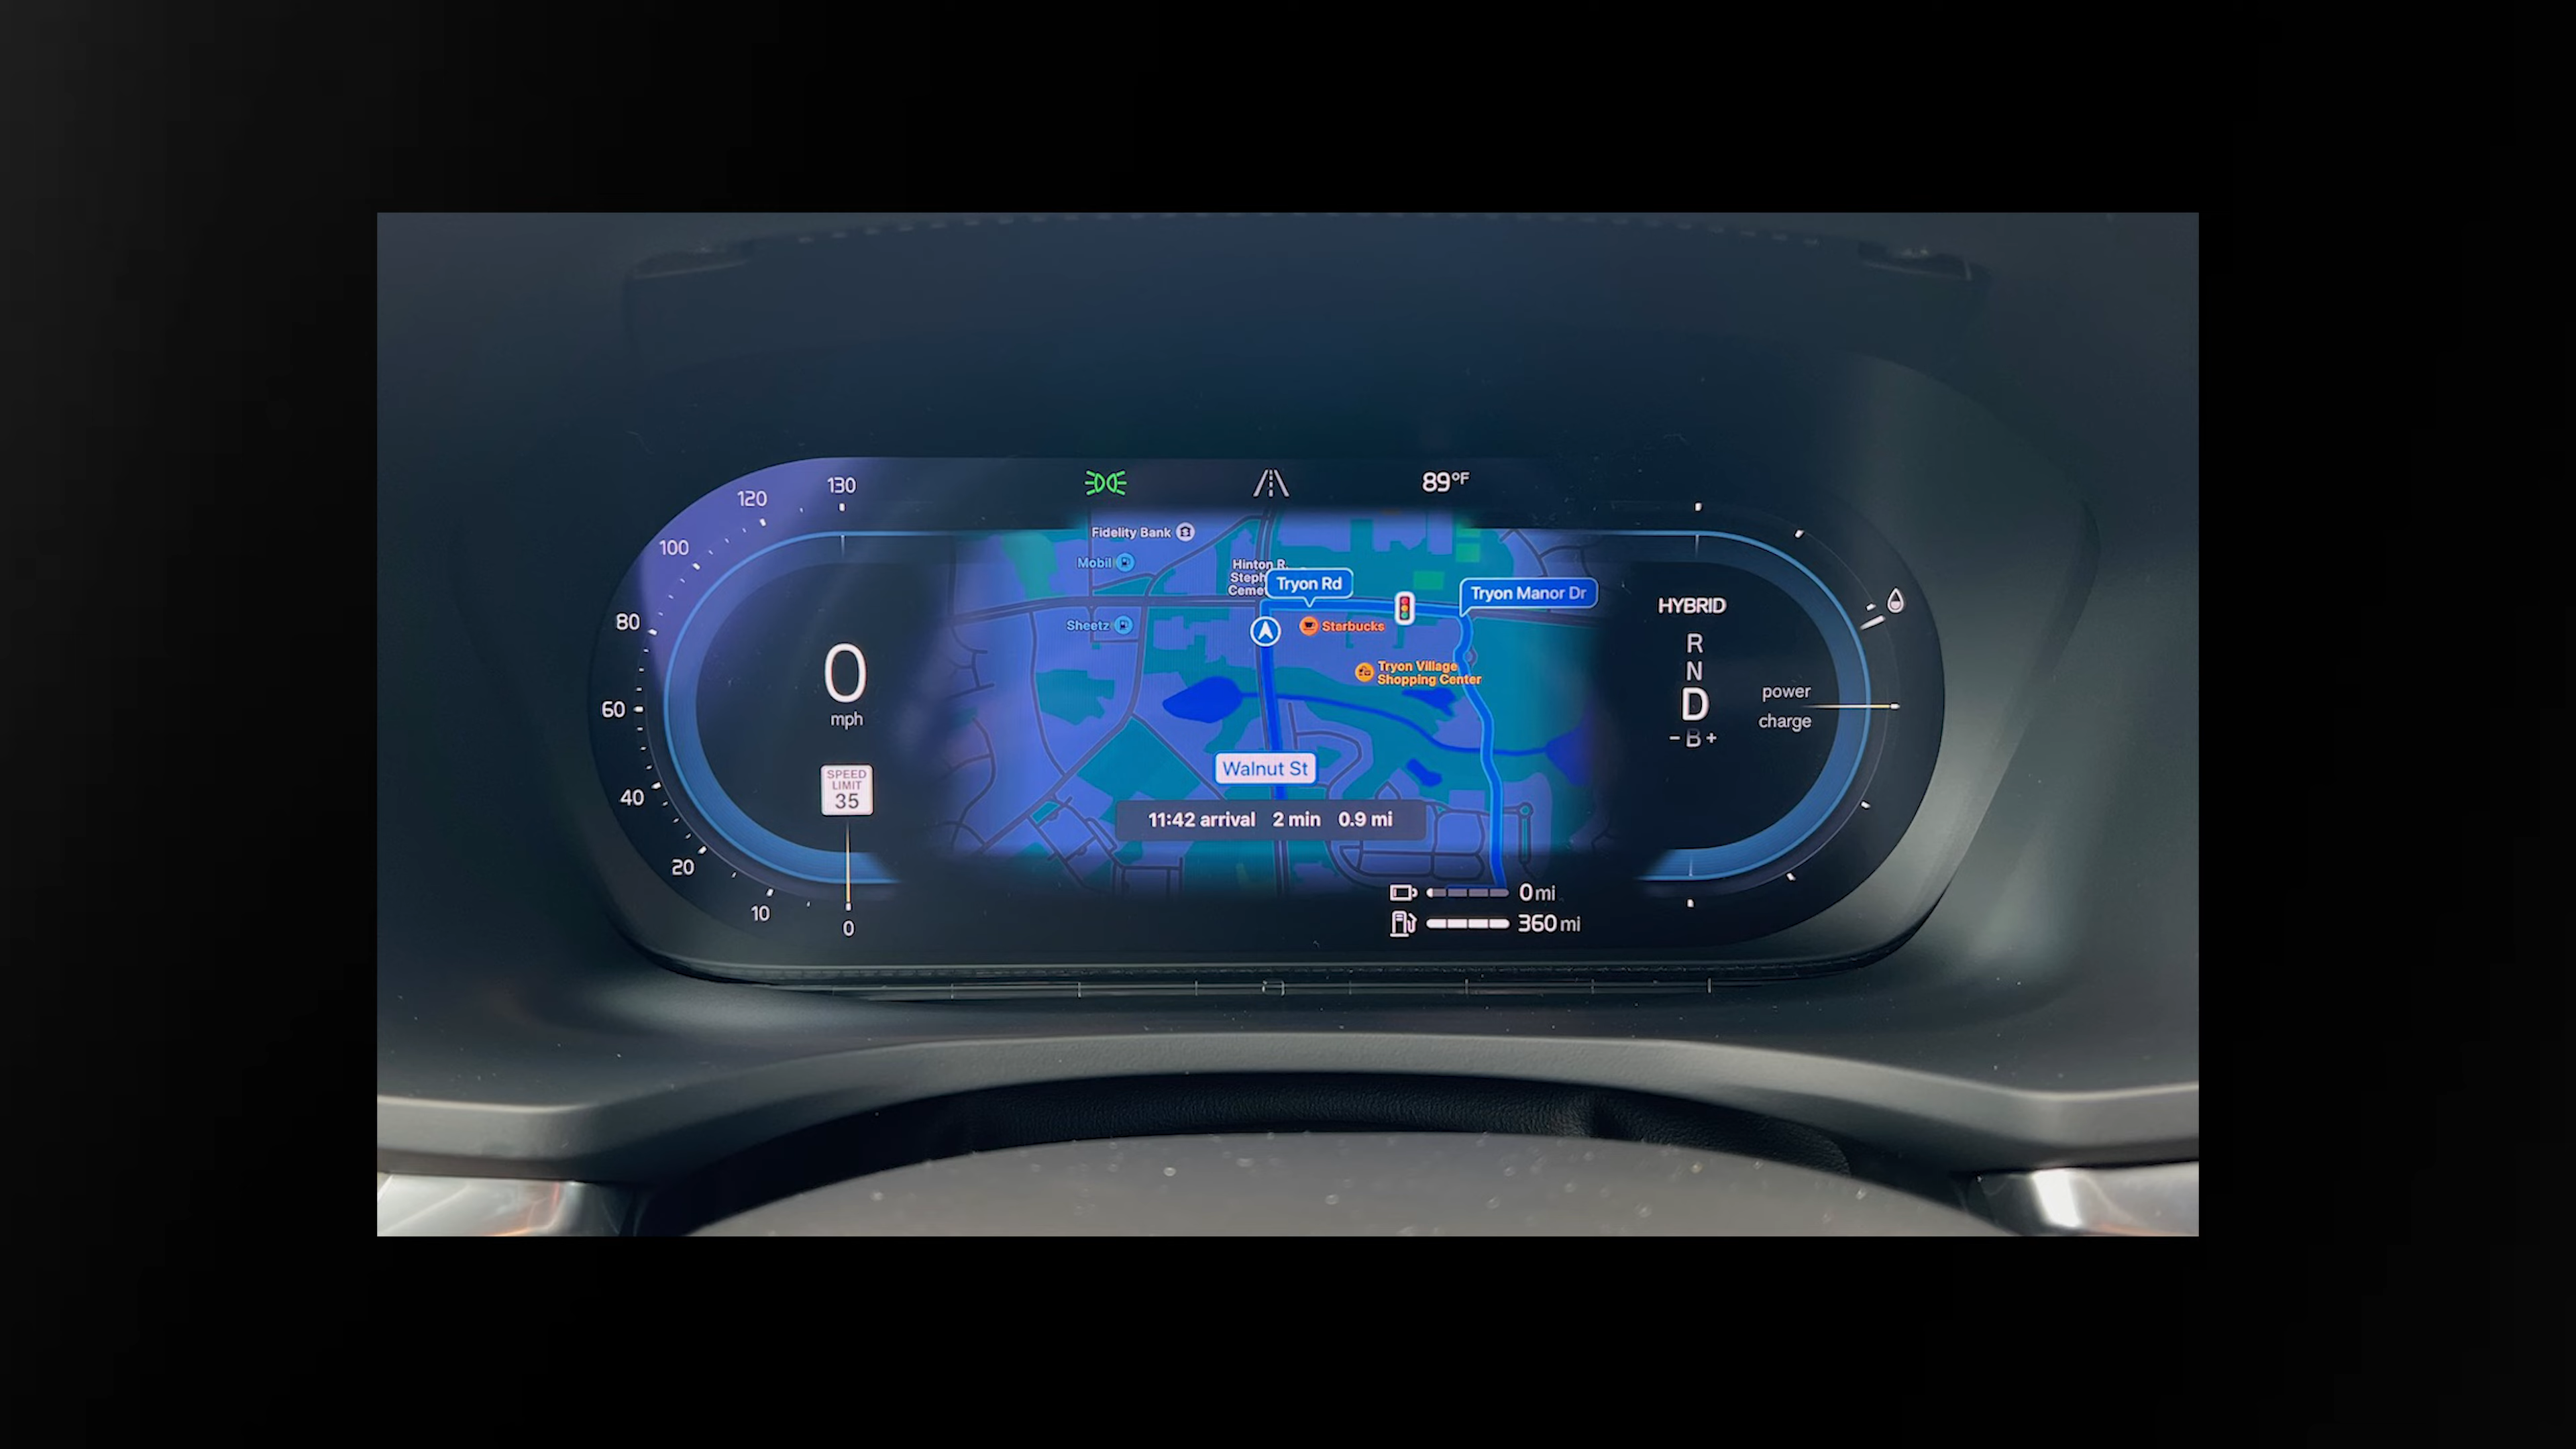 89°F
130
120
100
80
60
40
20
10
0
0
mph
SPEED
LIMIT
35
Fidelity Bank
Mobil
Hinton R.
Steph
Ceme
Tryon Rd
Tryon Manor Dr
Sheetz
Starbucks
Tryon Village
Shopping Center
Walnut St
11:42 arrival 2 min 0.9 mi
HYBRID
R
N
D
- B +
power
charge
0 mi
360 mi